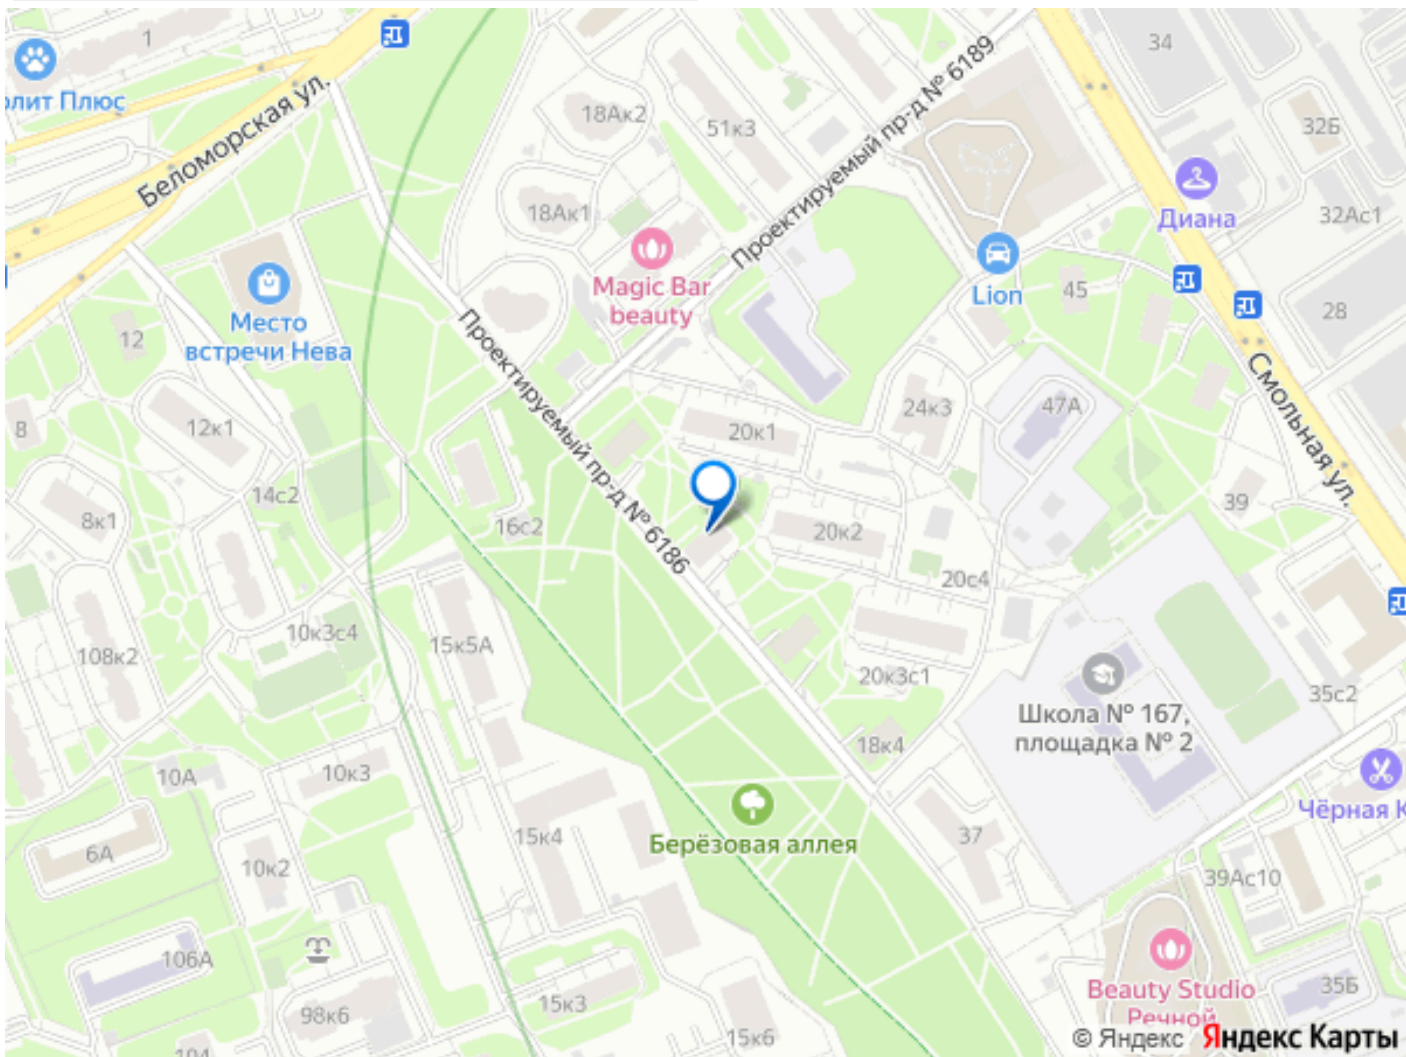 1
34
олит Плюс
Беломорская ул.
18Ак2
51к3
Проектируемый пр-д № 6189
32Б
Диана
32Ас1
18Ак1
Magic Bar
beauty
Lion
45
28
Место
встречи Нева
12
Проектируемый пр-д № 6186
Смольная ул.
8
12к1
20к1
24к3
47А
14с2
8к1
16с2
20к2
39
20с4
10к3с4
15к5А
108к2
20к3с1
Школа № 167,
площадка № 2
35с2
18к4
10А
10к3
Чёрная К
15к4
Берёзовая аллея
37
6А
10к2
39Ас10
106А
Beauty Studio
Речной
35Б
98к6
15к3
15к6
104
© Яндекс Яндекс Карты